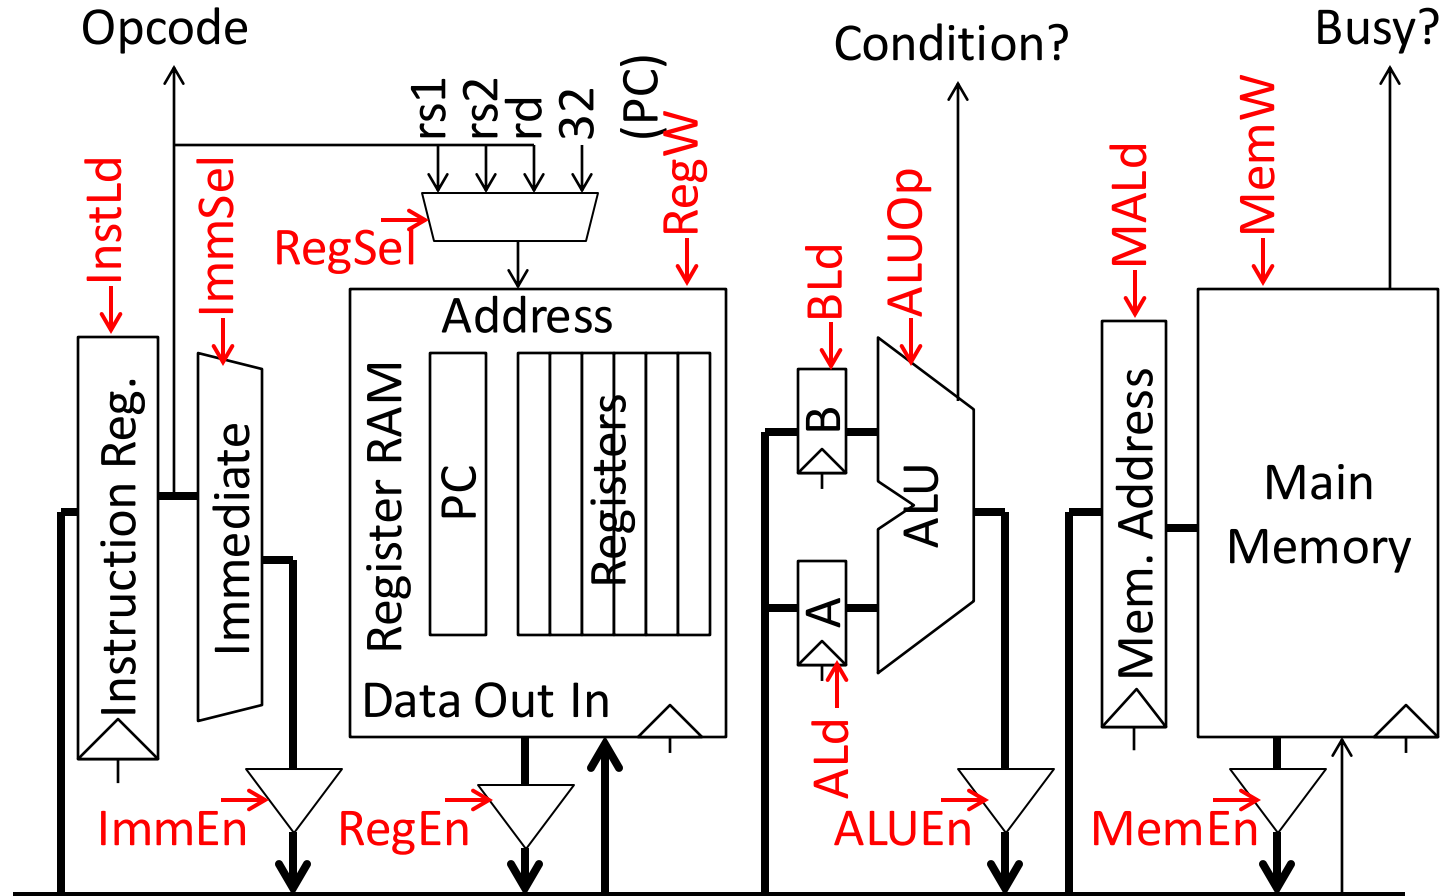 Opcode
Condition?
Busy?
rs1
rs2
rd
32
(PC)
InstLd
ImmSel
RegSel
RegW
BLd
ALUOp
MALd
MemW
Instruction Reg.
Immediate
Address
Register RAM
PC
Registers
Data Out In
B
A
ALU
Mem. Address
Main
Memory
ALd
ImmEn
RegEn
ALUEn
MemEn